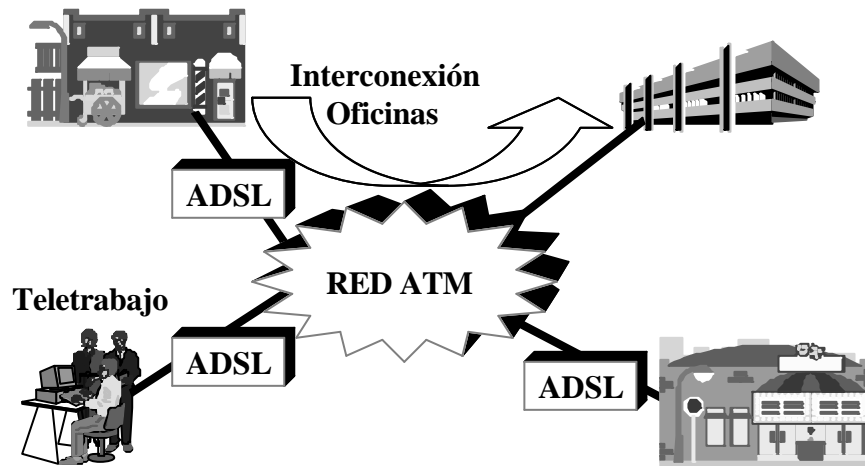 Interconexión
Oficinas
ADSL
RED ATM
Teletrabajo
ADSL
ADSL